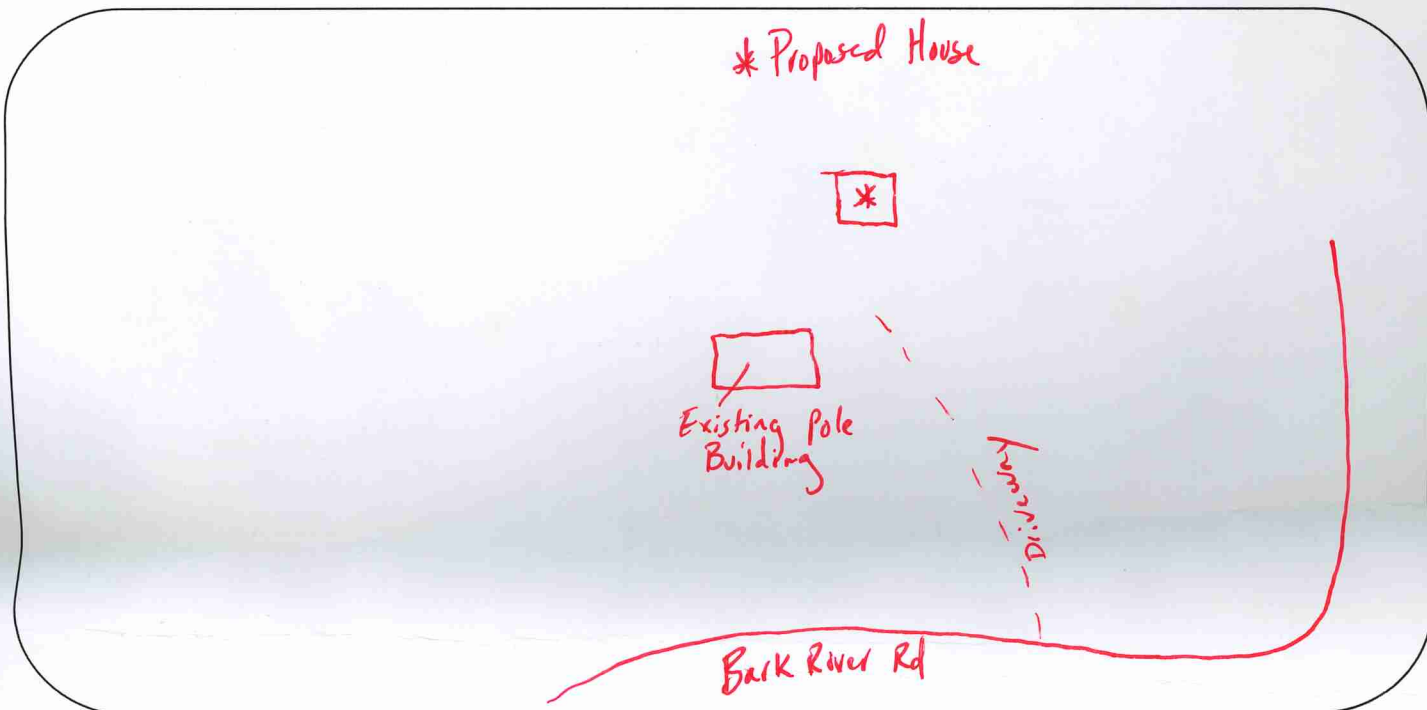 * Proposed House
*
Existing Pole
Building
Driveway
Bark River Rd